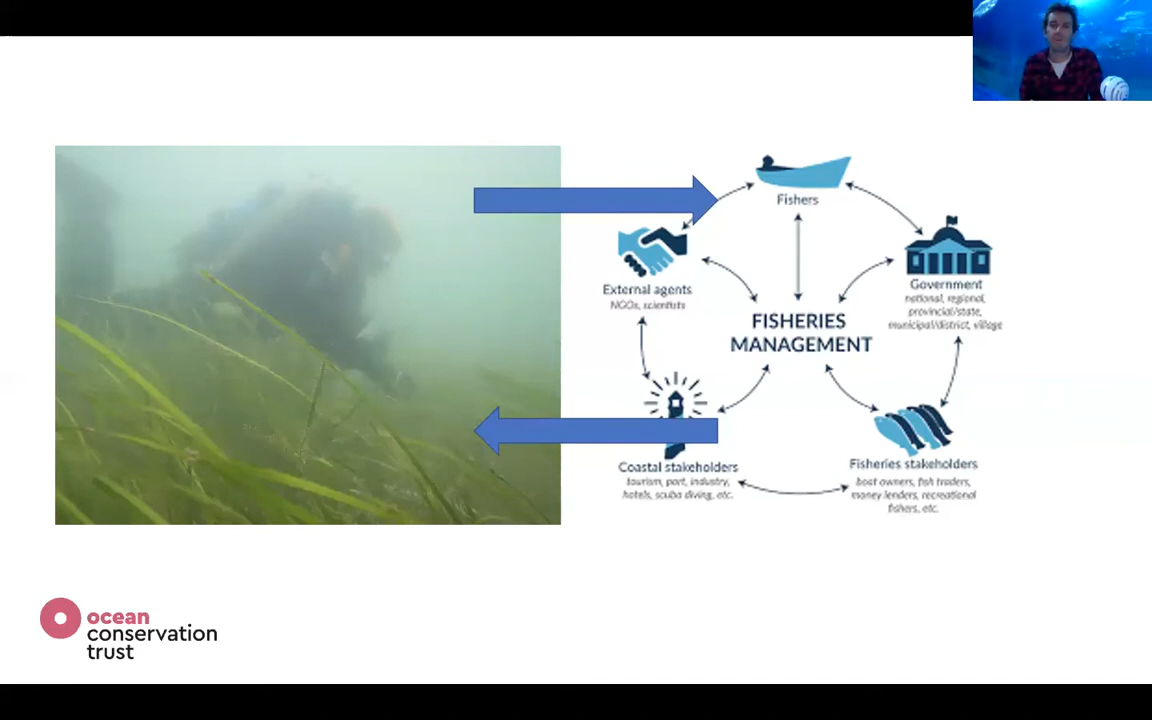 Fishers
External agents
NGOs, scientists
Government
national, regional,
provincial/state,
municipal/district, village
FISHERIES
MANAGEMENT
Coastal stakeholders
tourism, port, industry,
hotels, scuba diving, etc.
Fisheries stakeholders
boat owners, fish traders,
money lenders, recreational
fishers, etc.
ocean
conservation
trust